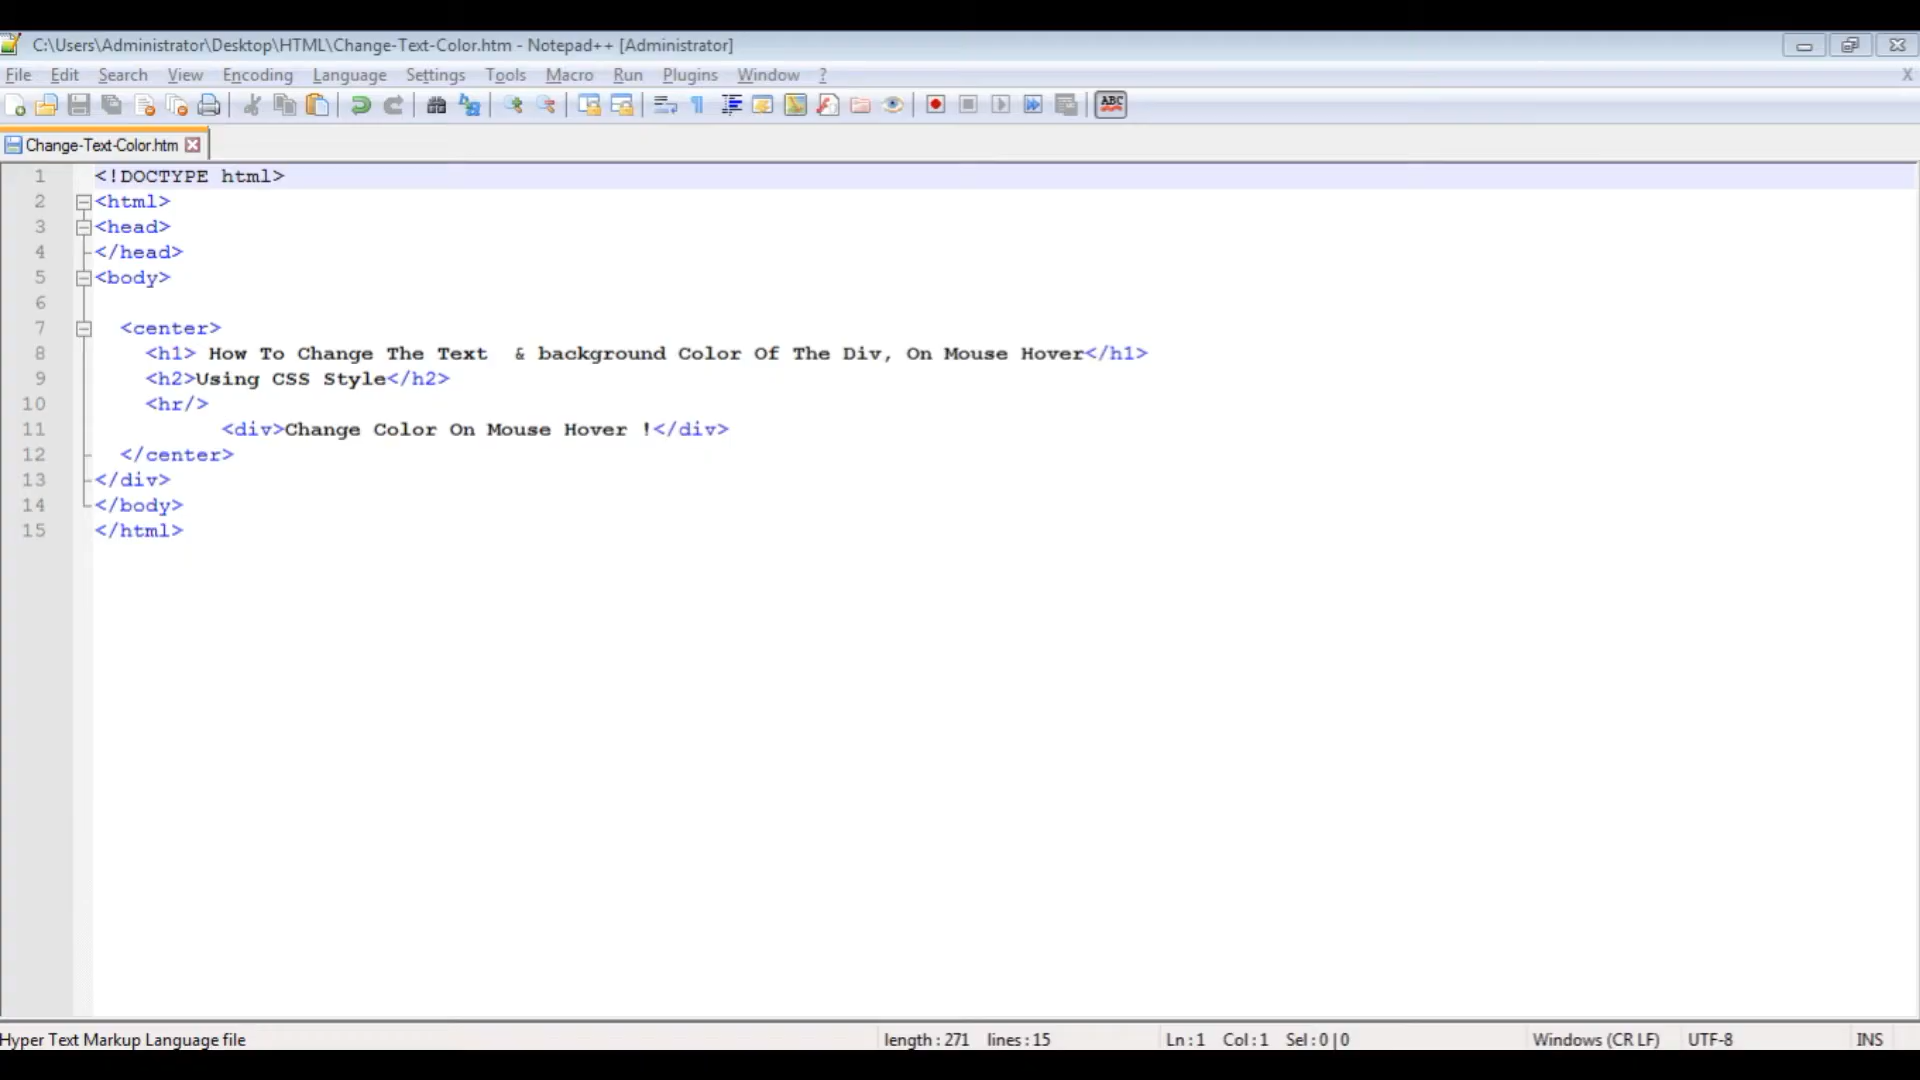 C:\Users\Administrator\Desktop\HTML\Change-Text-Color.htm - Notepad++ [Administrator]
File Edit Search View Encoding Language Settings Tools Macro Run Plugins Window ? X
ABC
Change-Text-Color.htm
1 <!DOCTYPE html>
2 <html>
3 <head>
4 </head>
5 <body>
6
7 <center>
8 <h1> How To Change The Text  & background Color Of The Div, On Mouse Hover</h1>
9 <h2>Using CSS Style</h2>
10 <hr/>
11 <div>Change Color On Mouse Hover !</div>
12 </center>
13 </div>
14 </body>
15 </html>
Hyper Text Markup Language file length : 271 lines : 15 Ln : 1 Col : 1 Sel : 0 | 0 Windows (CR LF) UTF-8 INS